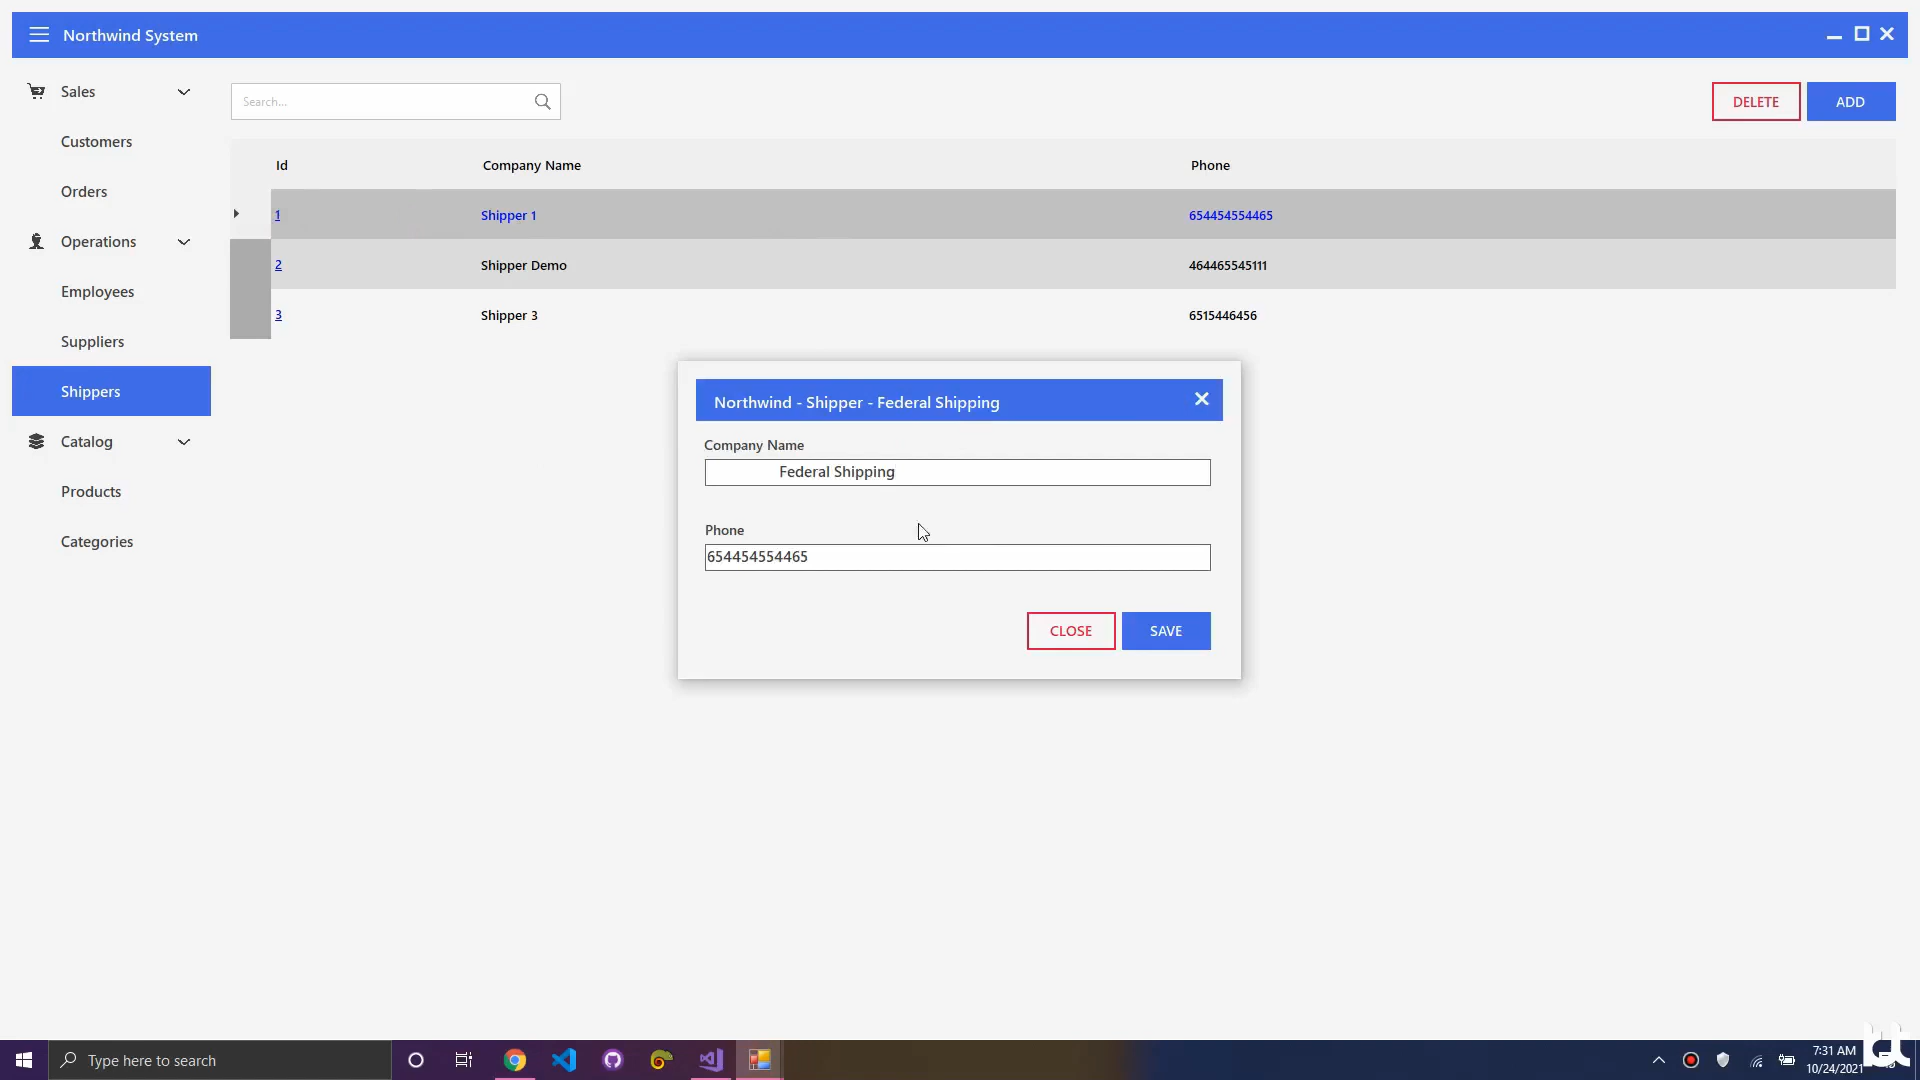 Northwind System
Sales
Customers
Orders
Operations
Employees
Suppliers
Shippers
Catalog
Products
Categories
Search...
DELETE
ADD
Id Company Name Phone
1 Shipper 1 654454554465
2 Shipper Demo 464465545111
3 Shipper 3 6515446456
Northwind - Shipper - Federal Shipping
Company Name
Federal Shipping
Phone
654454554465
CLOSE
SAVE
Type here to search
7:31 AM
10/24/2021